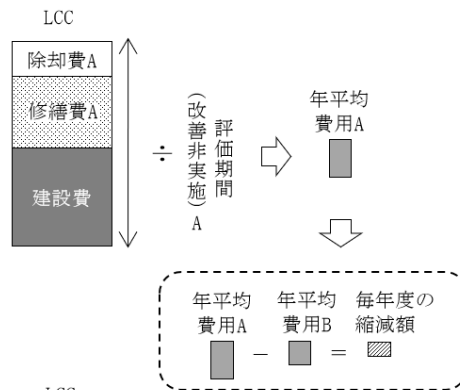 LCC
除却費A
修繕費A
建設費
÷
評価期間
(改善非実施)A
年平均
費用A
年平均
費用A
－
年平均
費用B
＝
毎年度の
縮減額